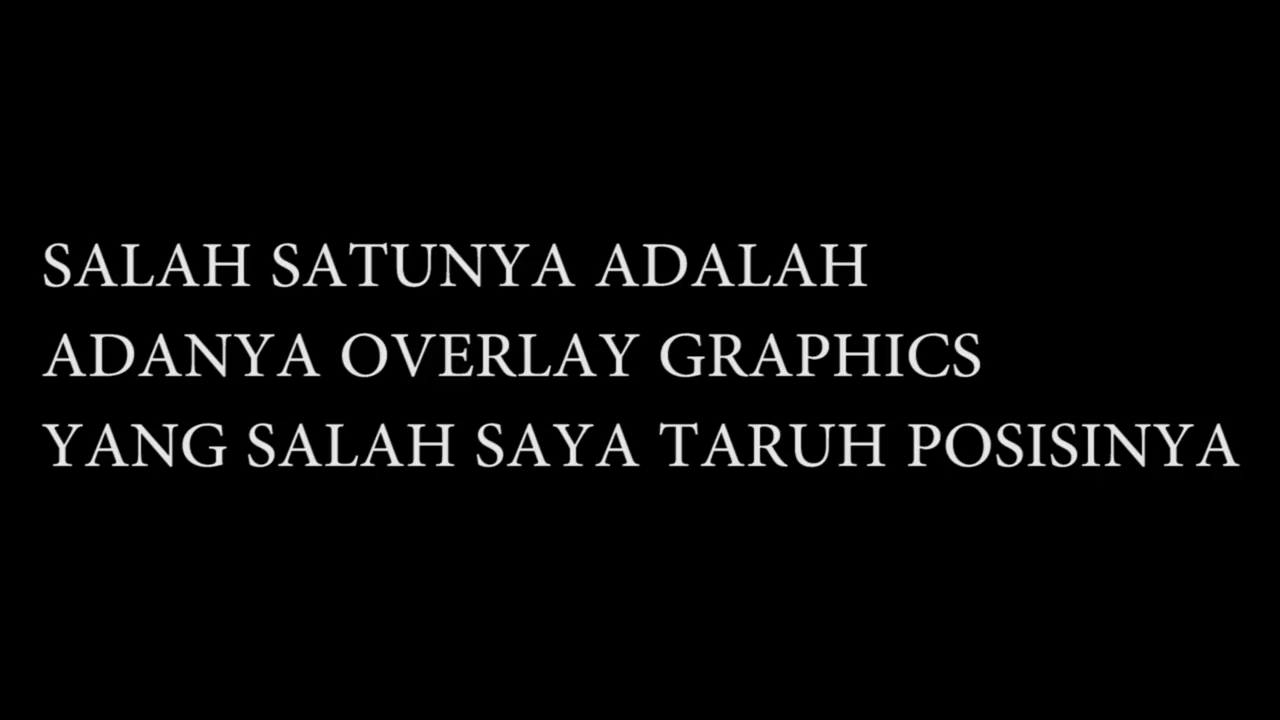 SALAH SATUNYA ADALAH
ADANYA OVERLAY GRAPHICS
YANG SALAH SAYA TARUH POSISINYA